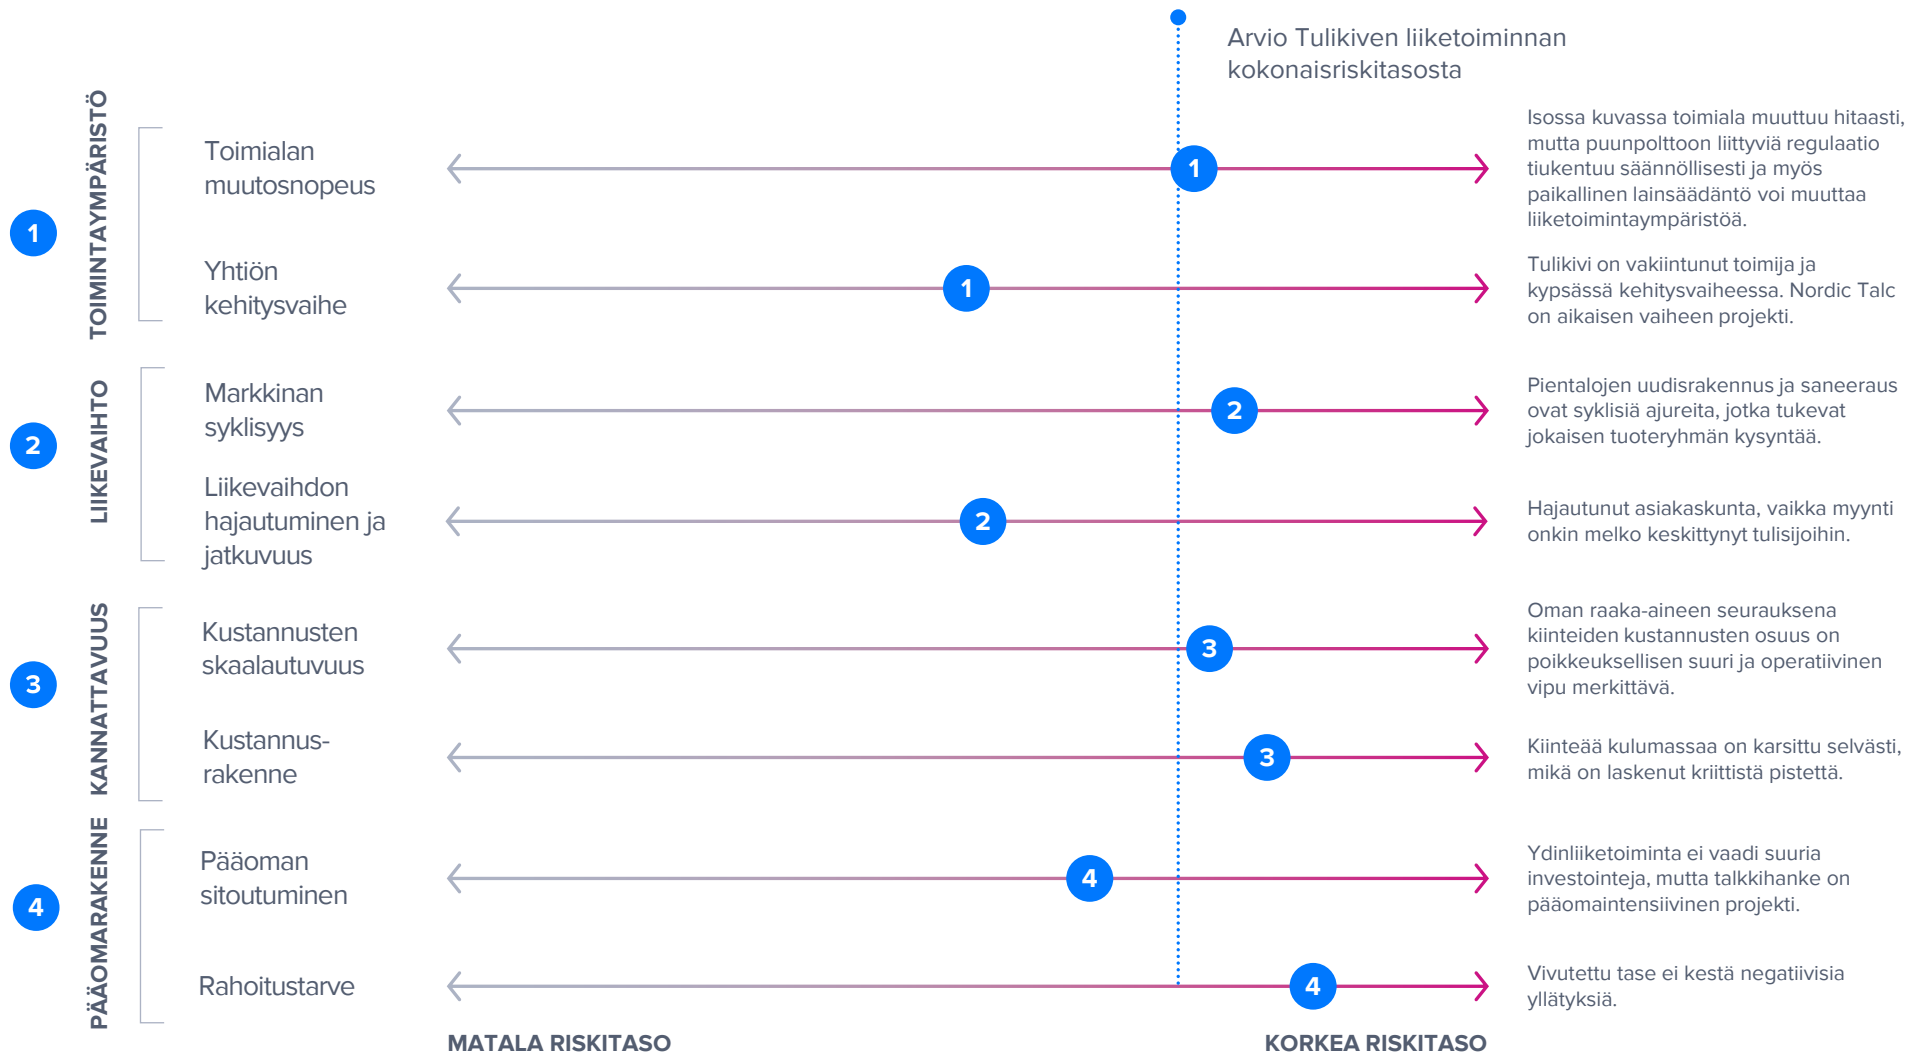 Arvio Tulikiven liiketoiminnan
kokonaisriskitasosta
1
TOIMINTAYMPÄRISTÖ
Toimialan
muutosnopeus
1
Isossa kuvassa toimiala muuttuu hitaasti,
mutta puunpolttoon liittyviä regulaatio
tiukentuu säännöllisesti ja myös
paikallinen lainsäädäntö voi muuttaa
liiketoimintaympäristöä.
Yhtiön
kehitysvaihe
1
Tulikivi on vakiintunut toimija ja
kypsässä kehitysvaiheessa. Nordic Talc
on aikaisen vaiheen projekti.
2
LIIKEVAIHTO
Markkinan
syklisyys
2
Pientalojen uudisrakennus ja saneeraus
ovat syklisiä ajureita, jotka tukevat
jokaisen tuoteryhmän kysyntää.
Liikevaihdon
hajautuminen ja
jatkuvuus
2
Hajautunut asiakaskunta, vaikka myynti
onkin melko keskittynyt tulisijoihin.
3
KANNATTAVUUS
Kustannusten
skaalautuvuus
3
Oman raaka-aineen seurauksena
kiinteiden kustannusten osuus on
poikkeuksellisen suuri ja operatiivinen
vipu merkittävä.
Kustannus-
rakenne
3
Kiinteää kulumassaa on karsittu selvästi,
mikä on laskenut kriittistä pistettä.
4
PÄÄOMARAKENNE
Pääoman
sitoutuminen
4
Ydinliiketoiminta ei vaadi suuria
investointeja, mutta talkkihanke on
pääomaintensiivinen projekti.
Rahoitustarve
4
Vivutettu tase ei kestä negatiivisia
yllätyksiä.
MATALA RISKITASO
KORKEA RISKITASO